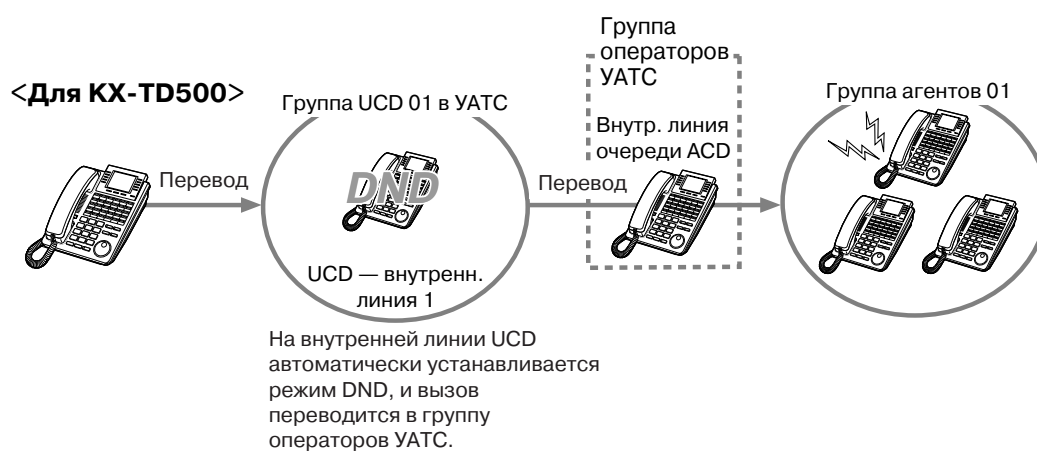 <Для KX-TD500>
Группа UCD 01 в УАТС
Группа
операторов
УАТС
Группа агентов 01
Перевод
DND
Перевод
Внутр. линия
очереди ACD
UCD — внутренн.
линия 1
На внутренней линии UCD
автоматически устанавливается
режим DND, и вызов
переводится в группу
операторов УАТС.